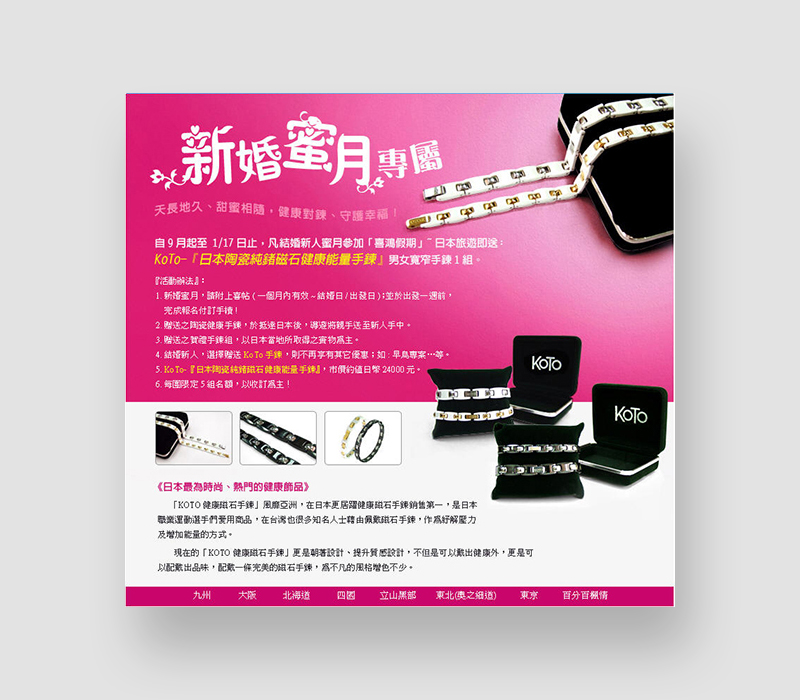 新婚蜜月專屬
天長地久、甜蜜相隨，健康對鍊、守護幸福！
自 9 月起至 1/17 日止，凡結婚新人蜜月參加「喜鴻假期」~ 日本旅遊即送：
KoTo-『日本陶瓷純鍺磁石健康能量手鍊』男女寬窄手鍊 1 組。
『活動辦法』：
1. 新婚蜜月，請附上喜帖（一個月內有效 ~ 結婚日 / 出發日）；並於出發一週前，
完成報名付訂手續！
2. 贈送之陶瓷健康手鍊，於抵達日本後，導遊將親手送至新人手中。
3. 贈送之賀禮手鍊組，以日本當地所取得之實物為主。
4. 結婚新人，選擇贈送 KoTo 手鍊，則不再享有其它優惠；如：早鳥專案…等。
5. KoTo-『日本陶瓷純鍺磁石健康能量手鍊』，市價約值日幣 24000 元。
6. 每團限定 5 組名額，以收訂為主！
KoTo
KoTo
《日本最為時尚、熱門的健康飾品》
「KOTO 健康磁石手鍊」風靡亞洲，在日本更居躍健康磁石手鍊銷售第一，是日本
職業運動選手們愛用商品，在台灣也很多知名人士藉由佩戴磁石手鍊，作為紓解壓力
及增加能量的方式。
現在的「KOTO 健康磁石手鍊」更是朝著設計、提升質感設計，不但是可以戴出健康外，更是可
以配戴出品味，配戴一條完美的磁石手鍊，為不凡的風格增色不少。
九州 大阪 北海道 四國 立山黑部 東北(奧之細道) 東京 百分百楓情